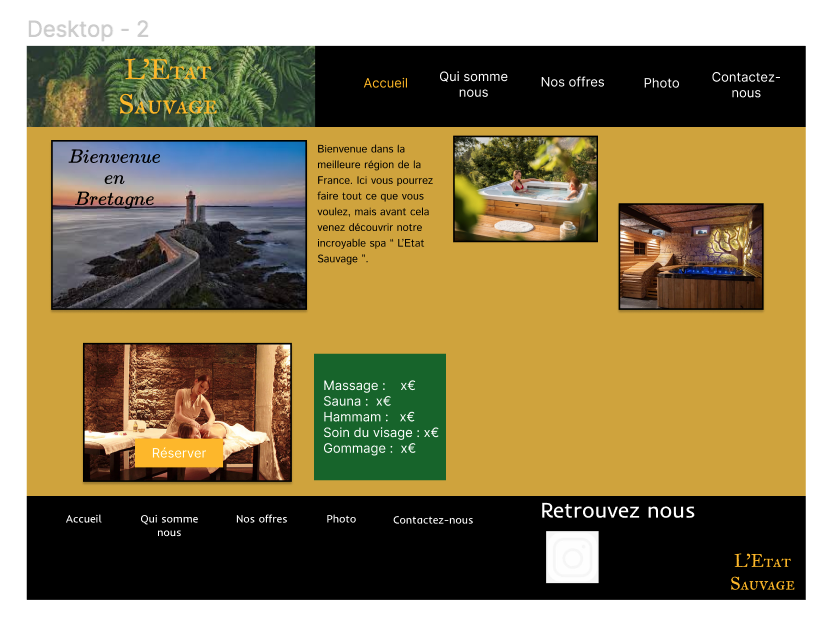 Desktop - 2
L'Etat
Sauvage
Accueil
Qui somme
nous
Nos offres
Photo
Contactez-
nous
Bienvenue
en
Bretagne
Bienvenue dans la
meilleure région de la
France. Ici vous pourrez
faire tout ce que vous
voulez, mais avant cela
venez découvrir notre
incroyable spa " L'Etat
Sauvage ".
Réserver
Massage : x€
Sauna : x€
Hammam : x€
Soin du visage : x€
Gommage : x€
Accueil
Qui somme
nous
Nos offres
Photo
Contactez-nous
Retrouvez nous
L'Etat
Sauvage